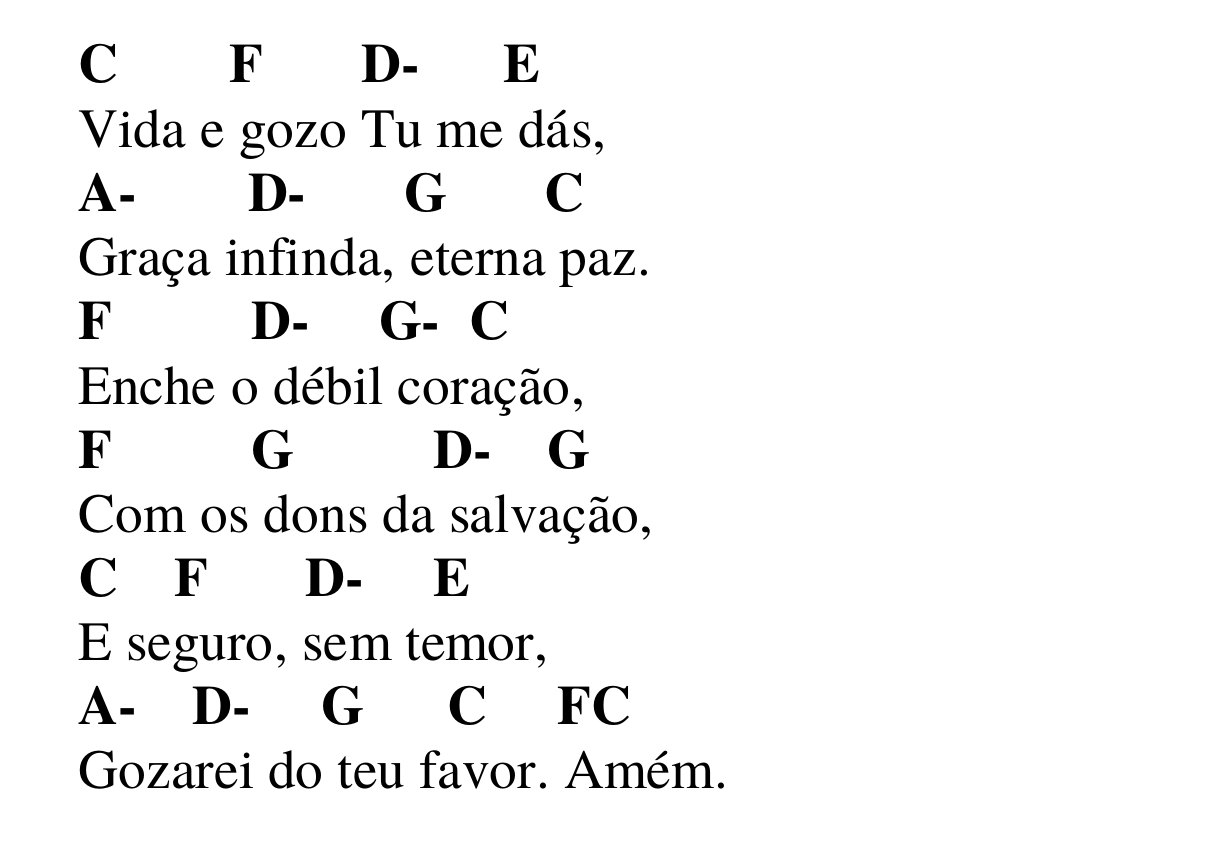 C F D- E
Vida e gozo Tu me dás,
A- D- G C
Graça infinda, eterna paz.
F D- G- C
Enche o débil coração,
F G D- G
Com os dons da salvação,
C F D- E
E seguro, sem temor,
A- D- G C FC
Gozarei do teu favor. Amém.